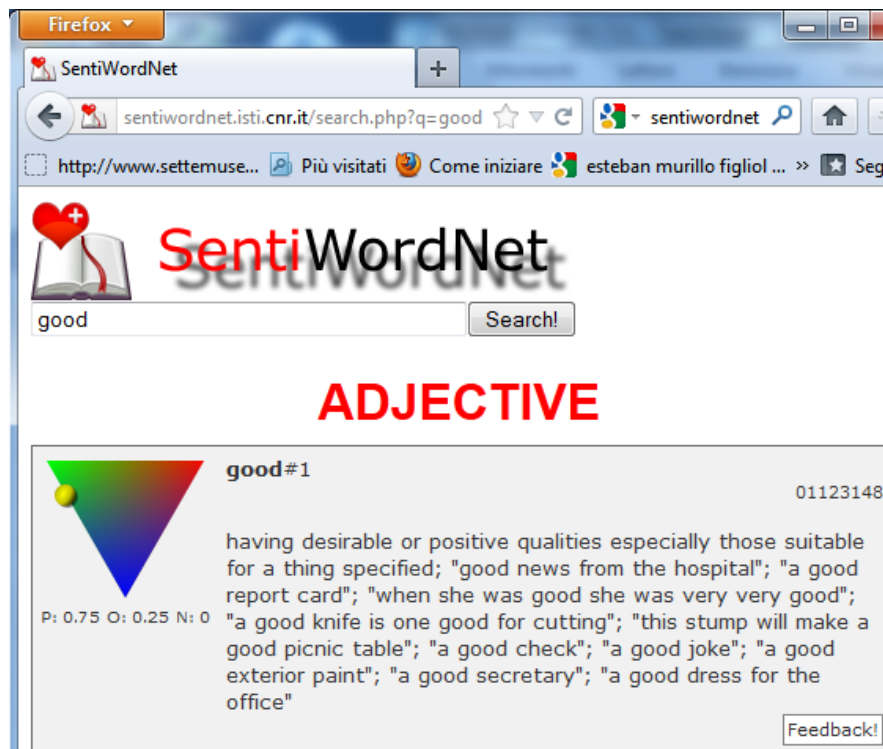 Firefox
SentiWordNet
sentiwordnet.isti.cnr.it/search.php?q=good
sentiwordnet
http://www.settemuse... Più visitati Come iniziare esteban murillo figliol ... » Seg
SentiWordNet
good Search!
ADJECTIVE
good#1
01123148
having desirable or positive qualities especially those suitable
for a thing specified; "good news from the hospital"; "a good
report card"; "when she was good she was very very good";
P: 0.75 O: 0.25 N: 0 "a good knife is one good for cutting"; "this stump will make a
good picnic table"; "a good check"; "a good joke"; "a good
exterior paint"; "a good secretary"; "a good dress for the
office"
Feedback!